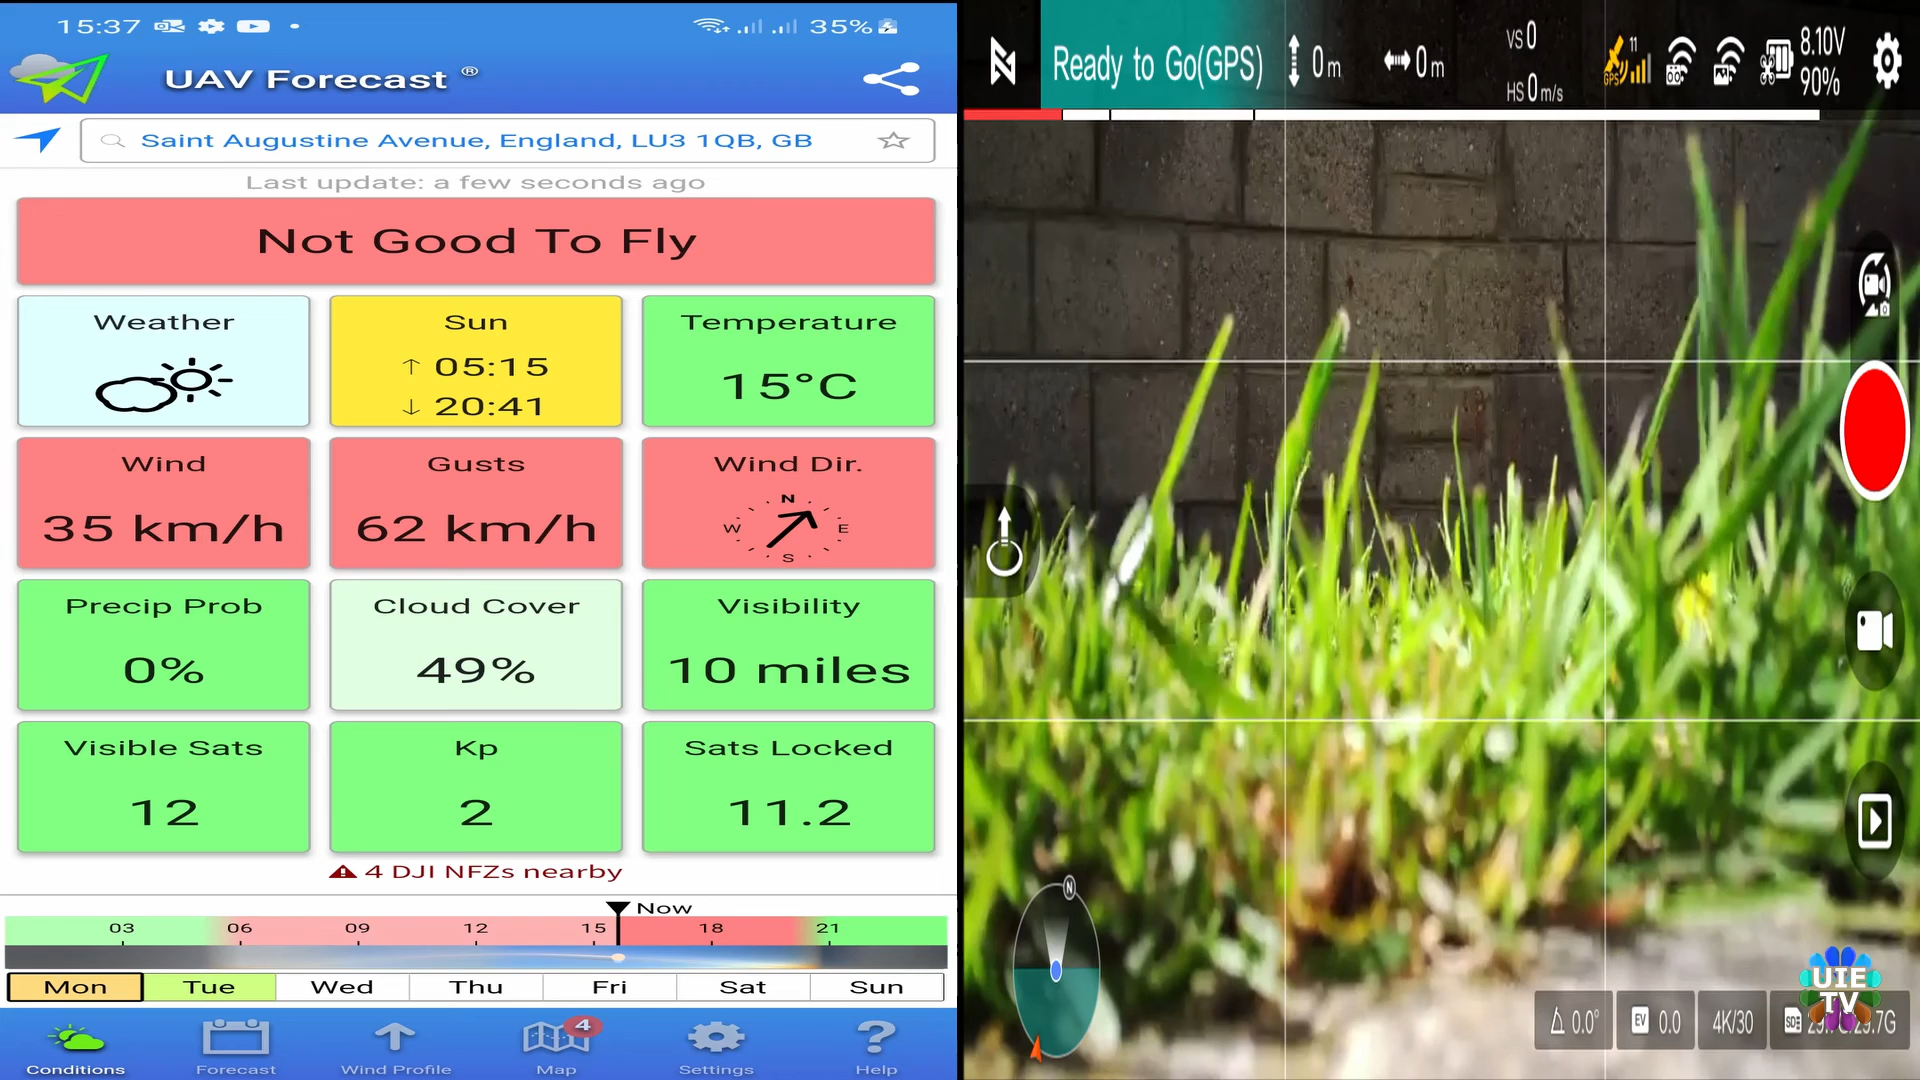 15:37
35%
UAV Forecast ®
Saint Augustine Avenue, England, LU3 1QB, GB
Last update: a few seconds ago
Not Good To Fly
Weather
Sun
↑ 05:15
↓ 20:41
Temperature
15°C
Wind
35 km/h
Gusts
62 km/h
Wind Dir.
N
W
E
S
Precip Prob
0%
Cloud Cover
49%
Visibility
10 miles
Visible Sats
12
Kp
2
Sats Locked
11.2
4 DJI NFZs nearby
Now
03 06 09 12 15 18 21
Mon Tue Wed Thu Fri Sat Sun
4
Conditions Forecast Wind Profile Map Settings Help
Ready to Go(GPS)
0m
0m
VS 0
HS 0m/s
GPS
11
8.10V
90%
N
0.0°
EV 0.0
4K/30
UIE
TV